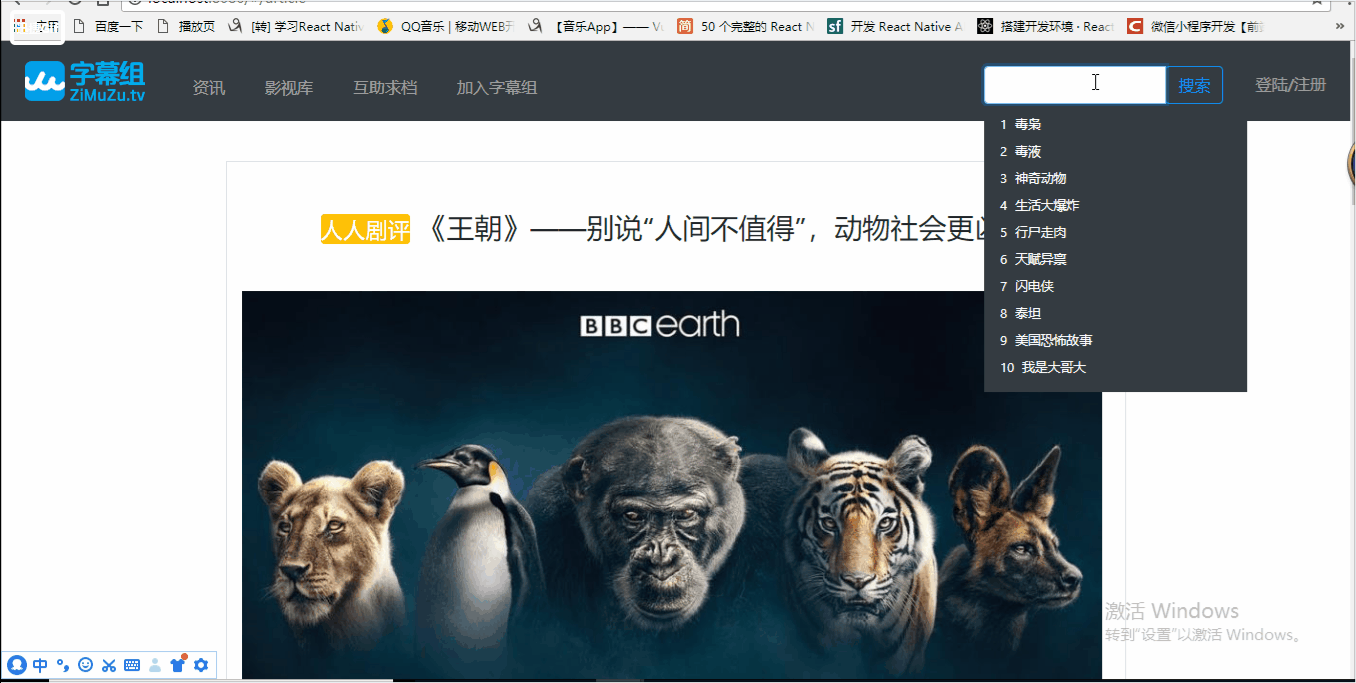 应用 百度一下 播放页 [转] 学习React Nativ QQ音乐 | 移动WEB开 【音乐App】—— Vu 简 50 个完整的 React N sf 开发 React Native A 搭建开发环境 · React C 微信小程序开发【前 »
字幕组
ZiMuZu.tv
资讯 影视库 互助求档 加入字幕组 搜索 登陆/注册
1 毒枭
2 毒液
3 神奇动物
4 生活大爆炸
5 行尸走肉
6 天赋异禀
7 闪电侠
8 泰坦
9 美国恐怖故事
10 我是大哥大
人人剧评 《王朝》——别说“人间不值得”，动物社会更凶
BBC earth
激活 Windows
转到“设置”以激活 Windows。
中